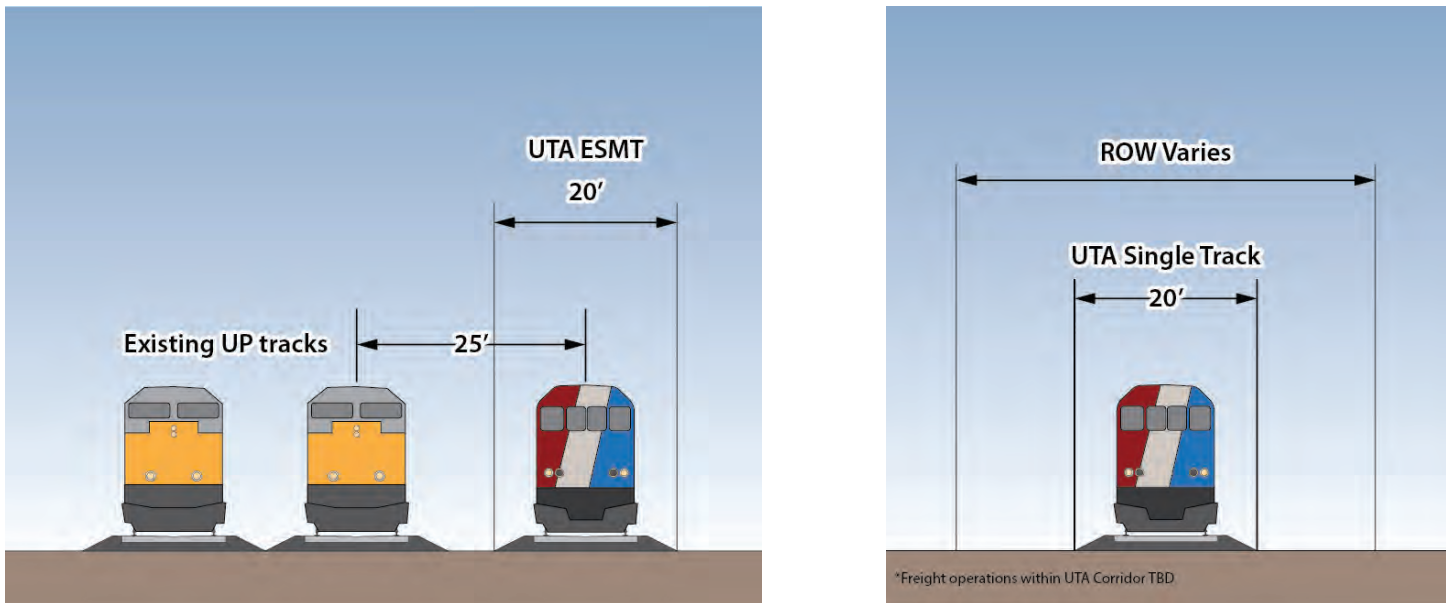 UTA ESMT
20’
Existing UP tracks
25’
ROW Varies
UTA Single Track
20’
*Freight operations within UTA Corridor TBD